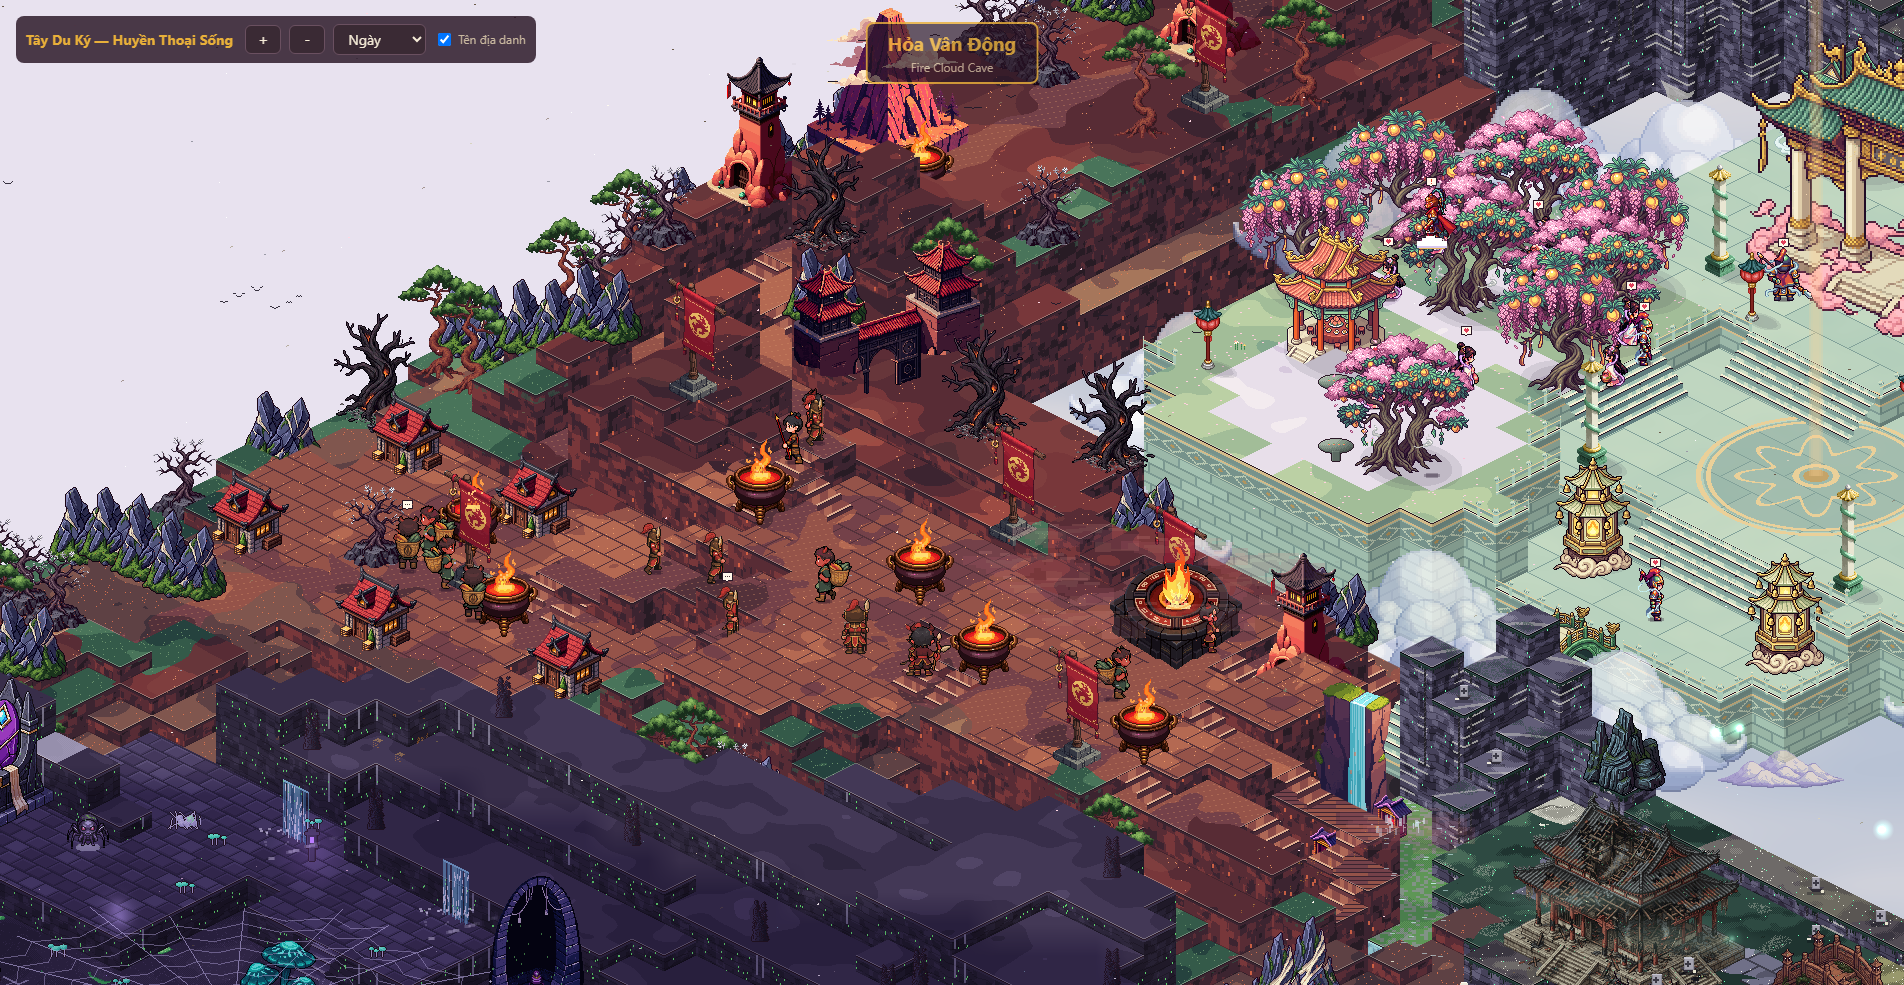 Tây Du Ký — Huyền Thoại Sống
+
-
Ngày
Tên địa danh
Hỏa Vân Động
Fire Cloud Cave